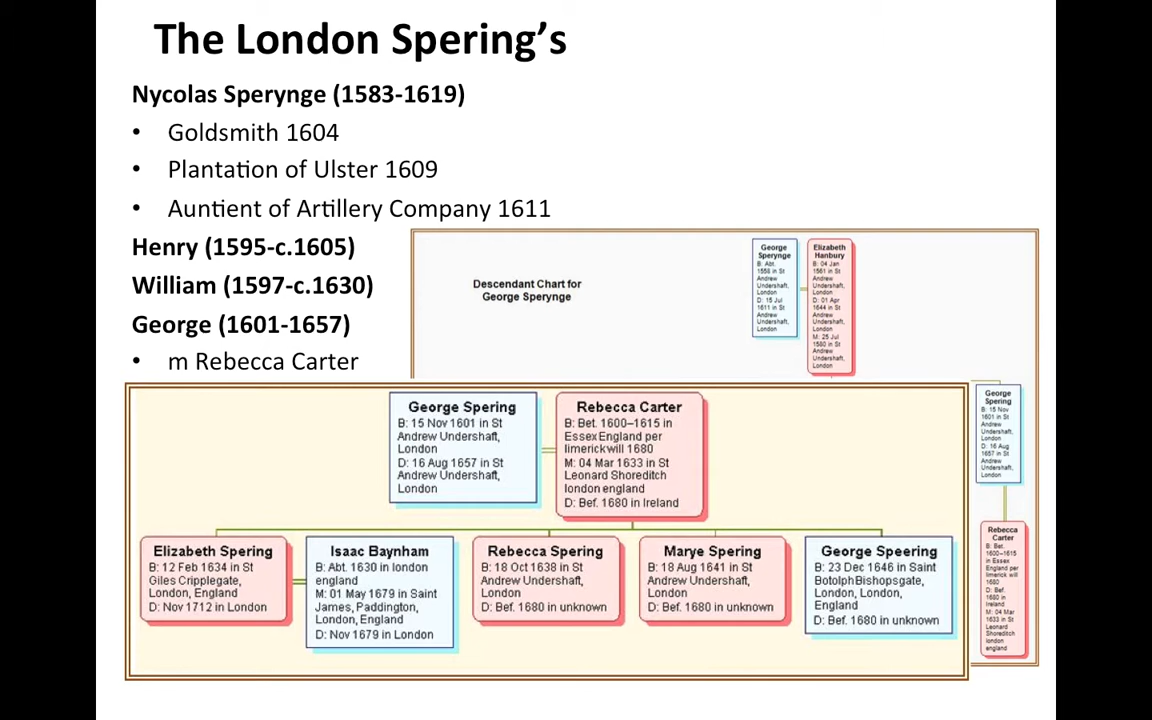 The London Spering's
Nycolas Sperynge (1583-1619)
• Goldsmith 1604
• Plantation of Ulster 1609
• Auntient of Artillery Company 1611
Henry (1595-c.1605)
William (1597-c.1630)
George (1601-1657)
• m Rebecca Carter
Descendant Chart for
George Sperynge
George
Sperynge
B: Abt.
1558 in St
Andrew
Undershaft,
London
D: 15 Jul
1611 in St
Andrew
Undershaft,
London
Elizabeth
Hanbury
B: 04 Jan
1561 in St
Andrew
Undershaft,
London
D: 01 Apr
1644 in St
Andrew
Undershaft,
London
M: 25 Jul
1580 in St
Andrew
Undershaft,
London
George Spering
B: 15 Nov 1601 in St
Andrew Undershaft,
London
D: 16 Aug 1657 in St
Andrew Undershaft,
London
Rebecca Carter
B: Bet. 1600–1615 in
Essex England per
limerick will 1680
M: 04 Mar 1633 in St
Leonard Shoreditch
london england
D: Bef. 1680 in Ireland
Elizabeth Spering
B: 12 Feb 1634 in St
Giles Cripplegate,
London, England
D: Nov 1712 in London
Isaac Baynham
B: Abt. 1630 in london
england
M: 01 May 1679 in Saint
James, Paddington,
London, England
D: Nov 1679 in London
Rebecca Spering
B: 18 Oct 1638 in St
Andrew Undershaft,
London
D: Bef. 1680 in unknown
Marye Spering
B: 18 Aug 1641 in St
Andrew Undershaft,
London
D: Bef. 1680 in unknown
George Speering
B: 23 Dec 1646 in Saint
Botolph Bishopsgate,
London, London,
England
D: Bef. 1680 in unknown
George
Spering
B: 15 Nov
1601 in St
Andrew
Undershaft,
London
D: 16 Aug
1657 in St
Andrew
Undershaft,
London
Rebecca
Carter
B: Bet.
1600–1615
in Essex
England per
limerick will
1680
D: Bef.
1680 in
Ireland
M: 04 Mar
1633 in St
Leonard
Shoreditch
london
england